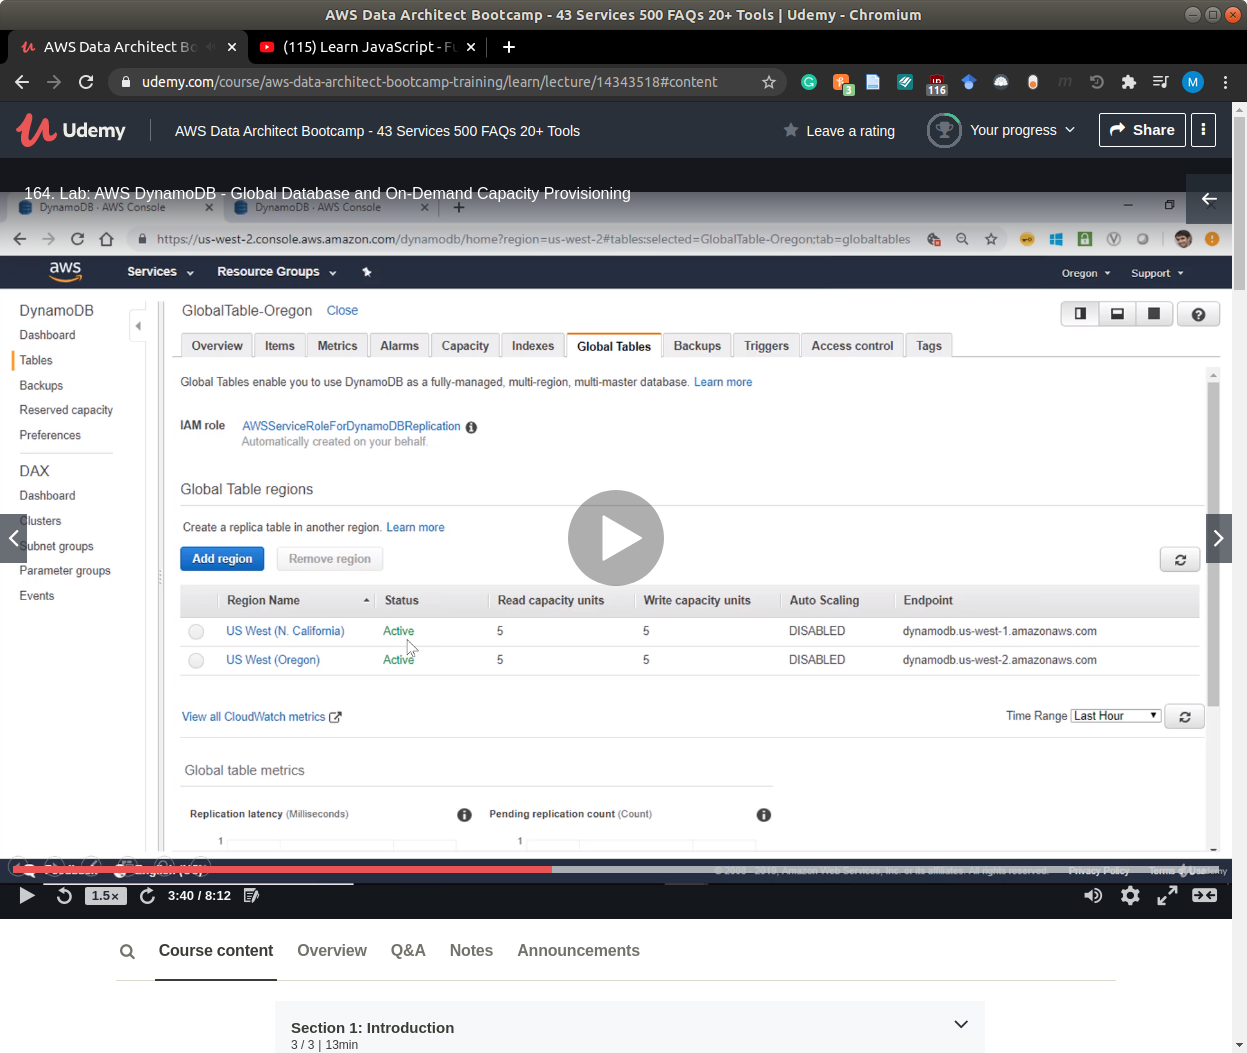 AWS Data Architect Bootcamp - 43 Services 500 FAQs 20+ Tools | Udemy - Chromium
AWS Data Architect Bo
(115) Learn JavaScript - Fu
udemy.com/course/aws-data-architect-bootcamp-training/learn/lecture/14343518#content
3
116
M
Udemy
AWS Data Architect Bootcamp - 43 Services 500 FAQs 20+ Tools
Leave a rating
Your progress
Share
164. Lab: AWS DynamoDB - Global Database and On-Demand Capacity Provisioning
DynamoDB · AWS Console
DynamoDB · AWS Console
https://us-west-2.console.aws.amazon.com/dynamodb/home?region=us-west-2#tables:selected=GlobalTable-Oregon;tab=globaltables
aws
Services
Resource Groups
Oregon
Support
DynamoDB
Dashboard
Tables
Backups
Reserved capacity
Preferences
DAX
Dashboard
Clusters
Subnet groups
Parameter groups
Events
GlobalTable-Oregon
Close
Overview
Items
Metrics
Alarms
Capacity
Indexes
Global Tables
Backups
Triggers
Access control
Tags
Global Tables enable you to use DynamoDB as a fully-managed, multi-region, multi-master database. Learn more
IAM role
AWSServiceRoleForDynamoDBReplication
Automatically created on your behalf.
Global Table regions
Create a replica table in another region. Learn more
Add region
Remove region
Region Name
Status
Read capacity units
Write capacity units
Auto Scaling
Endpoint
US West (N. California)
Active
5
5
DISABLED
dynamodb.us-west-1.amazonaws.com
US West (Oregon)
Active
5
5
DISABLED
dynamodb.us-west-2.amazonaws.com
View all CloudWatch metrics
Time Range
Last Hour
Global table metrics
Replication latency (Milliseconds)
Pending replication count (Count)
1
1
Privacy Policy
1.5×
3:40 / 8:12
Course content
Overview
Q&A
Notes
Announcements
Section 1: Introduction
3 / 3 | 13min